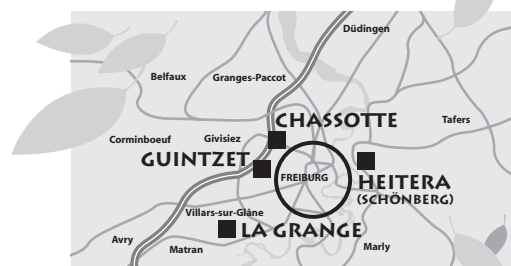 Düdingen
Belfaux
Granges-Paccot
CHASSOTTE
Tafers
Corminboeuf
Givisiez
GUINTZET
FREIBURG
HEITERA
(SCHÖNBERG)
Villars-sur-Glâne
LA GRANGE
Avry
Matran
Marly